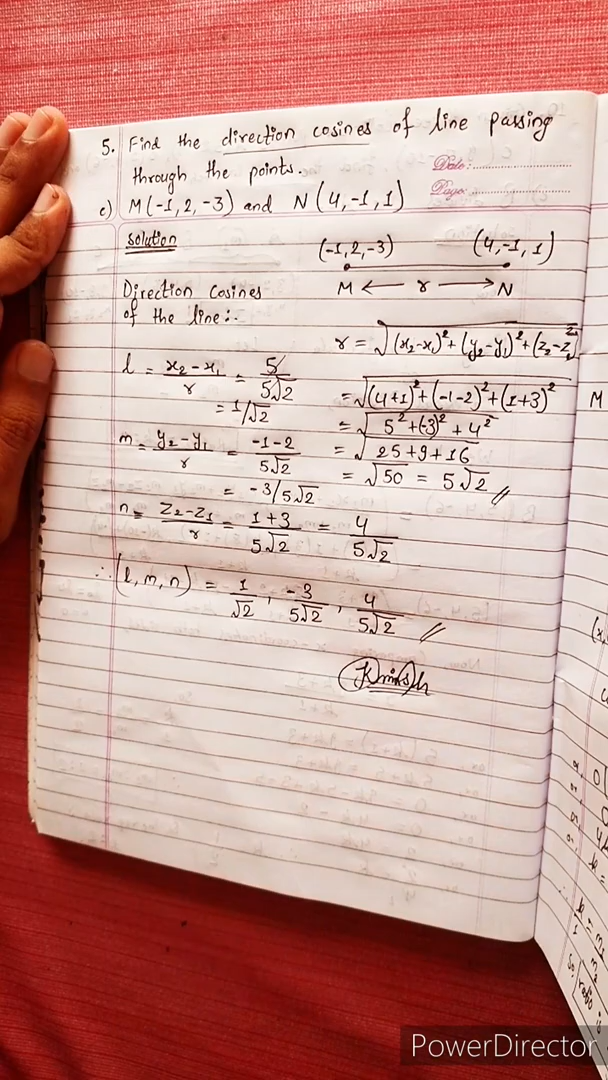 5. Find the direction cosines of line passing
through the points.
Date:
Page:
c) M(-1, 2, -3) and N(4, -1, 1)
solution
(-1, 2, -3) (4, -1, 1)
M ← r → N
Direction cosines
of the line:-
r = √((x₂-x₁)² + (y₂-y₁)² + (z₂-z₁)²)
= √((4+1)² + (-1-2)² + (1+3)²)
= √(5² + (-3)² + 4²)
= √(25+9+16)
= √50 = 5√2 //
l = (x₂-x₁)/r = 5/5√2
= 1/√2
m = (y₂-y₁)/r = (-1-2)/5√2
= -3/5√2
n = (z₂-z₁)/r = (1+3)/5√2 = 4/5√2
∴ (l, m, n) = 1/√2, -3/5√2, 4/5√2 //
M
PowerDirector